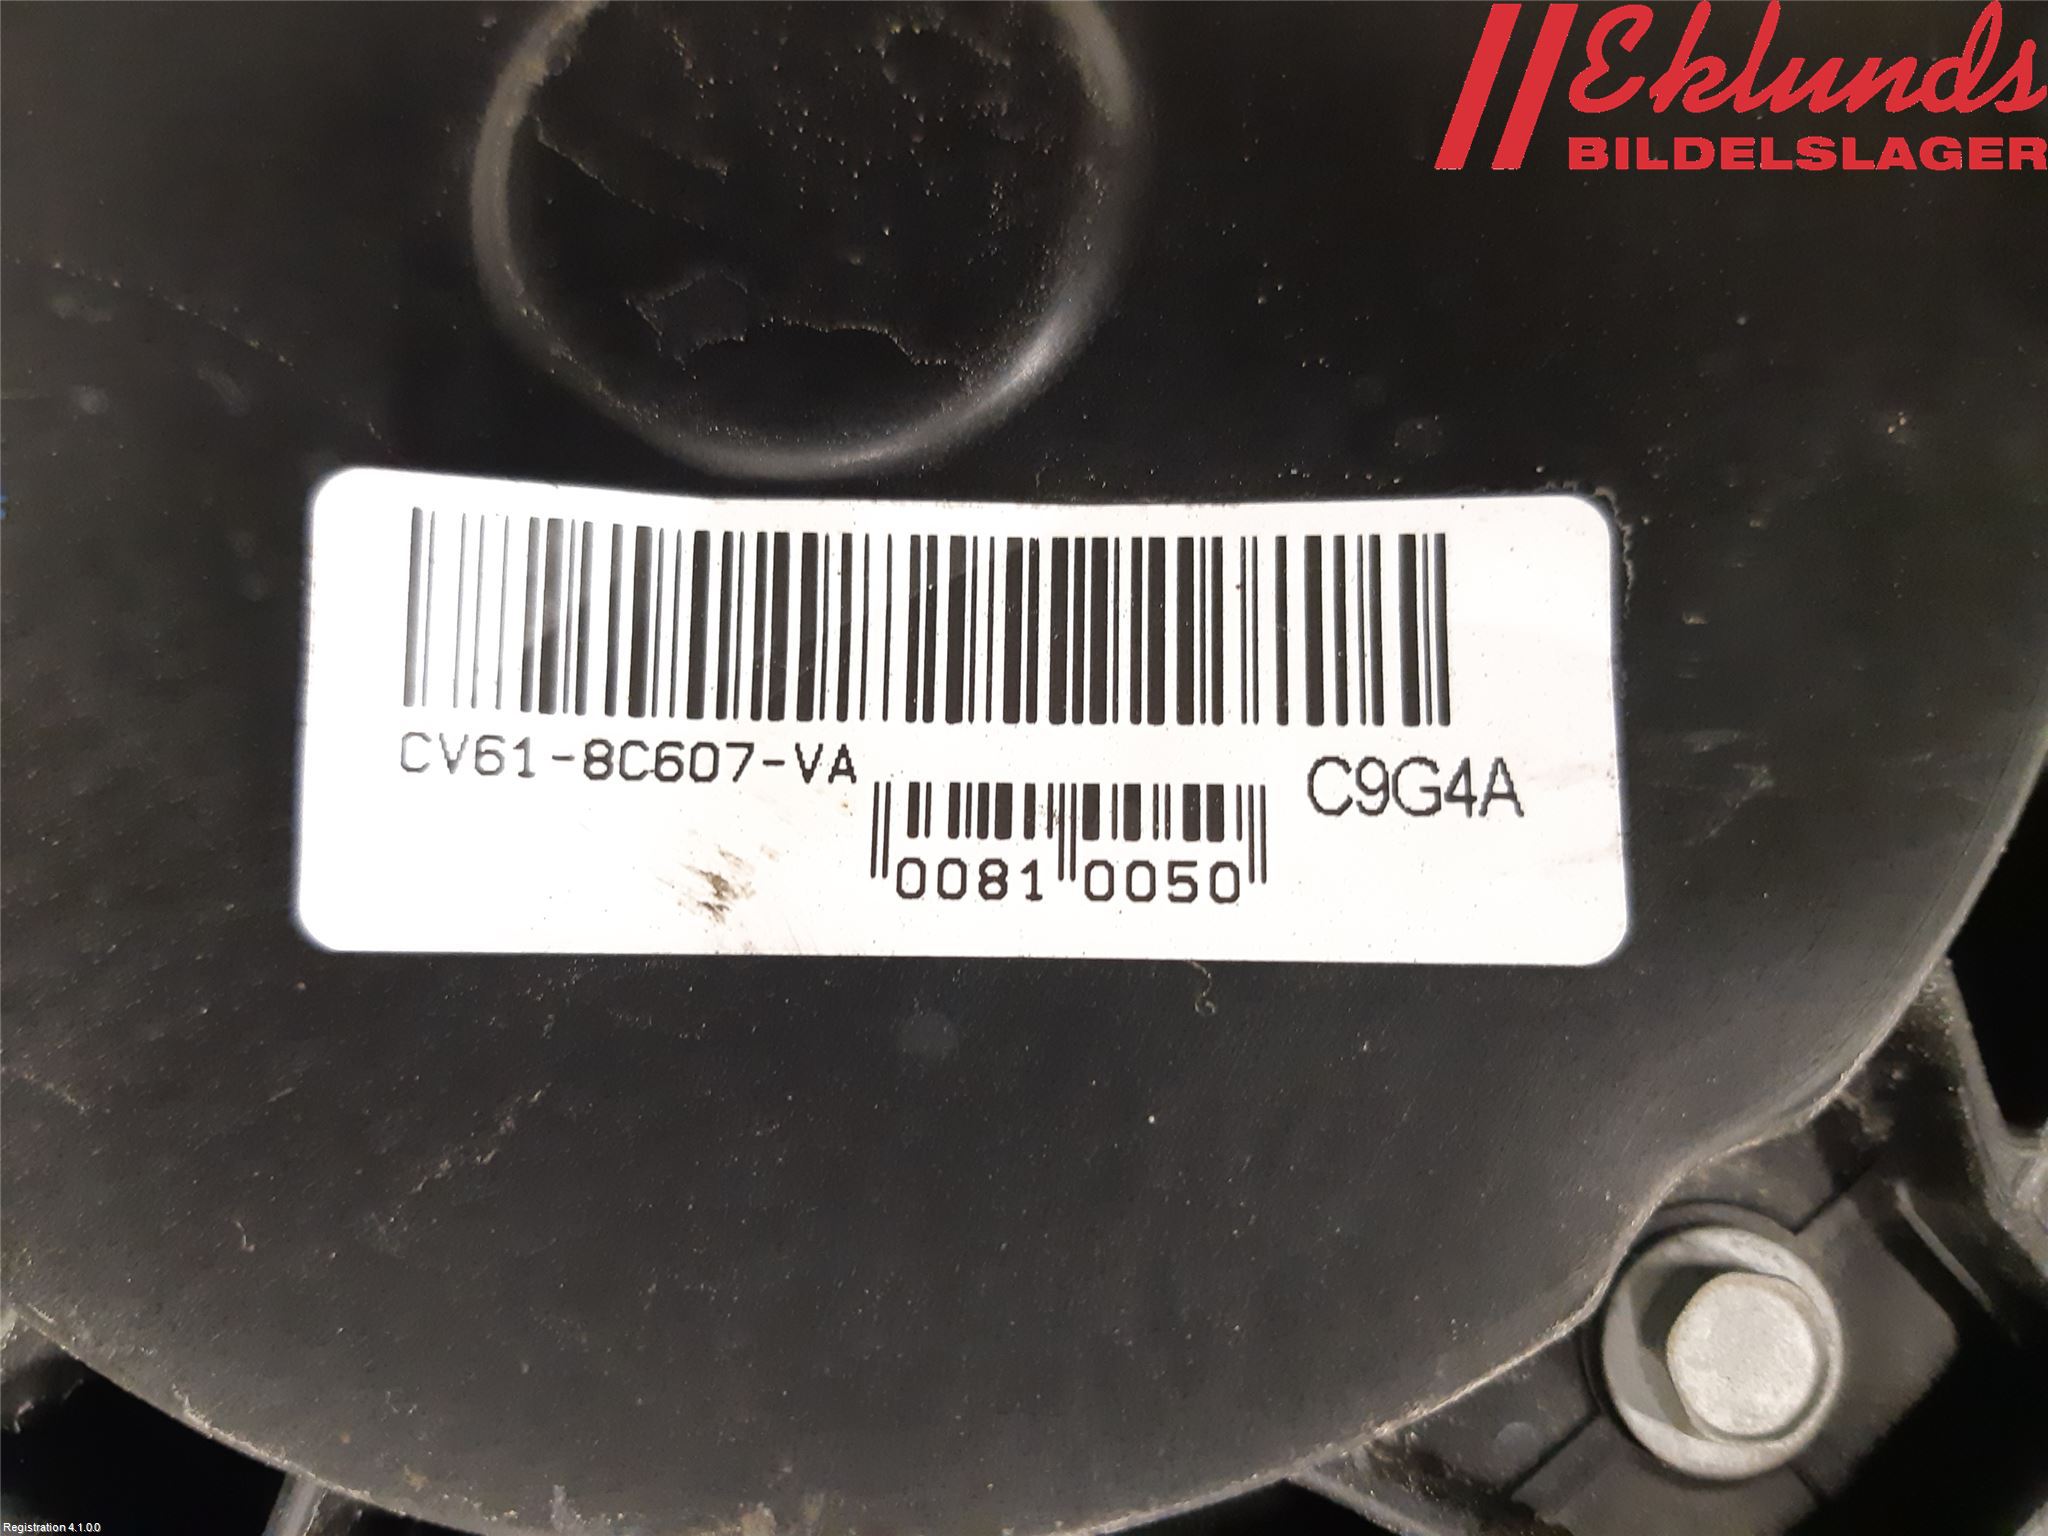 Eklunds
BILDELSLAGER
CV61-8C607-VA
C9G4A
0081 0050
Registration 4.1.0.0